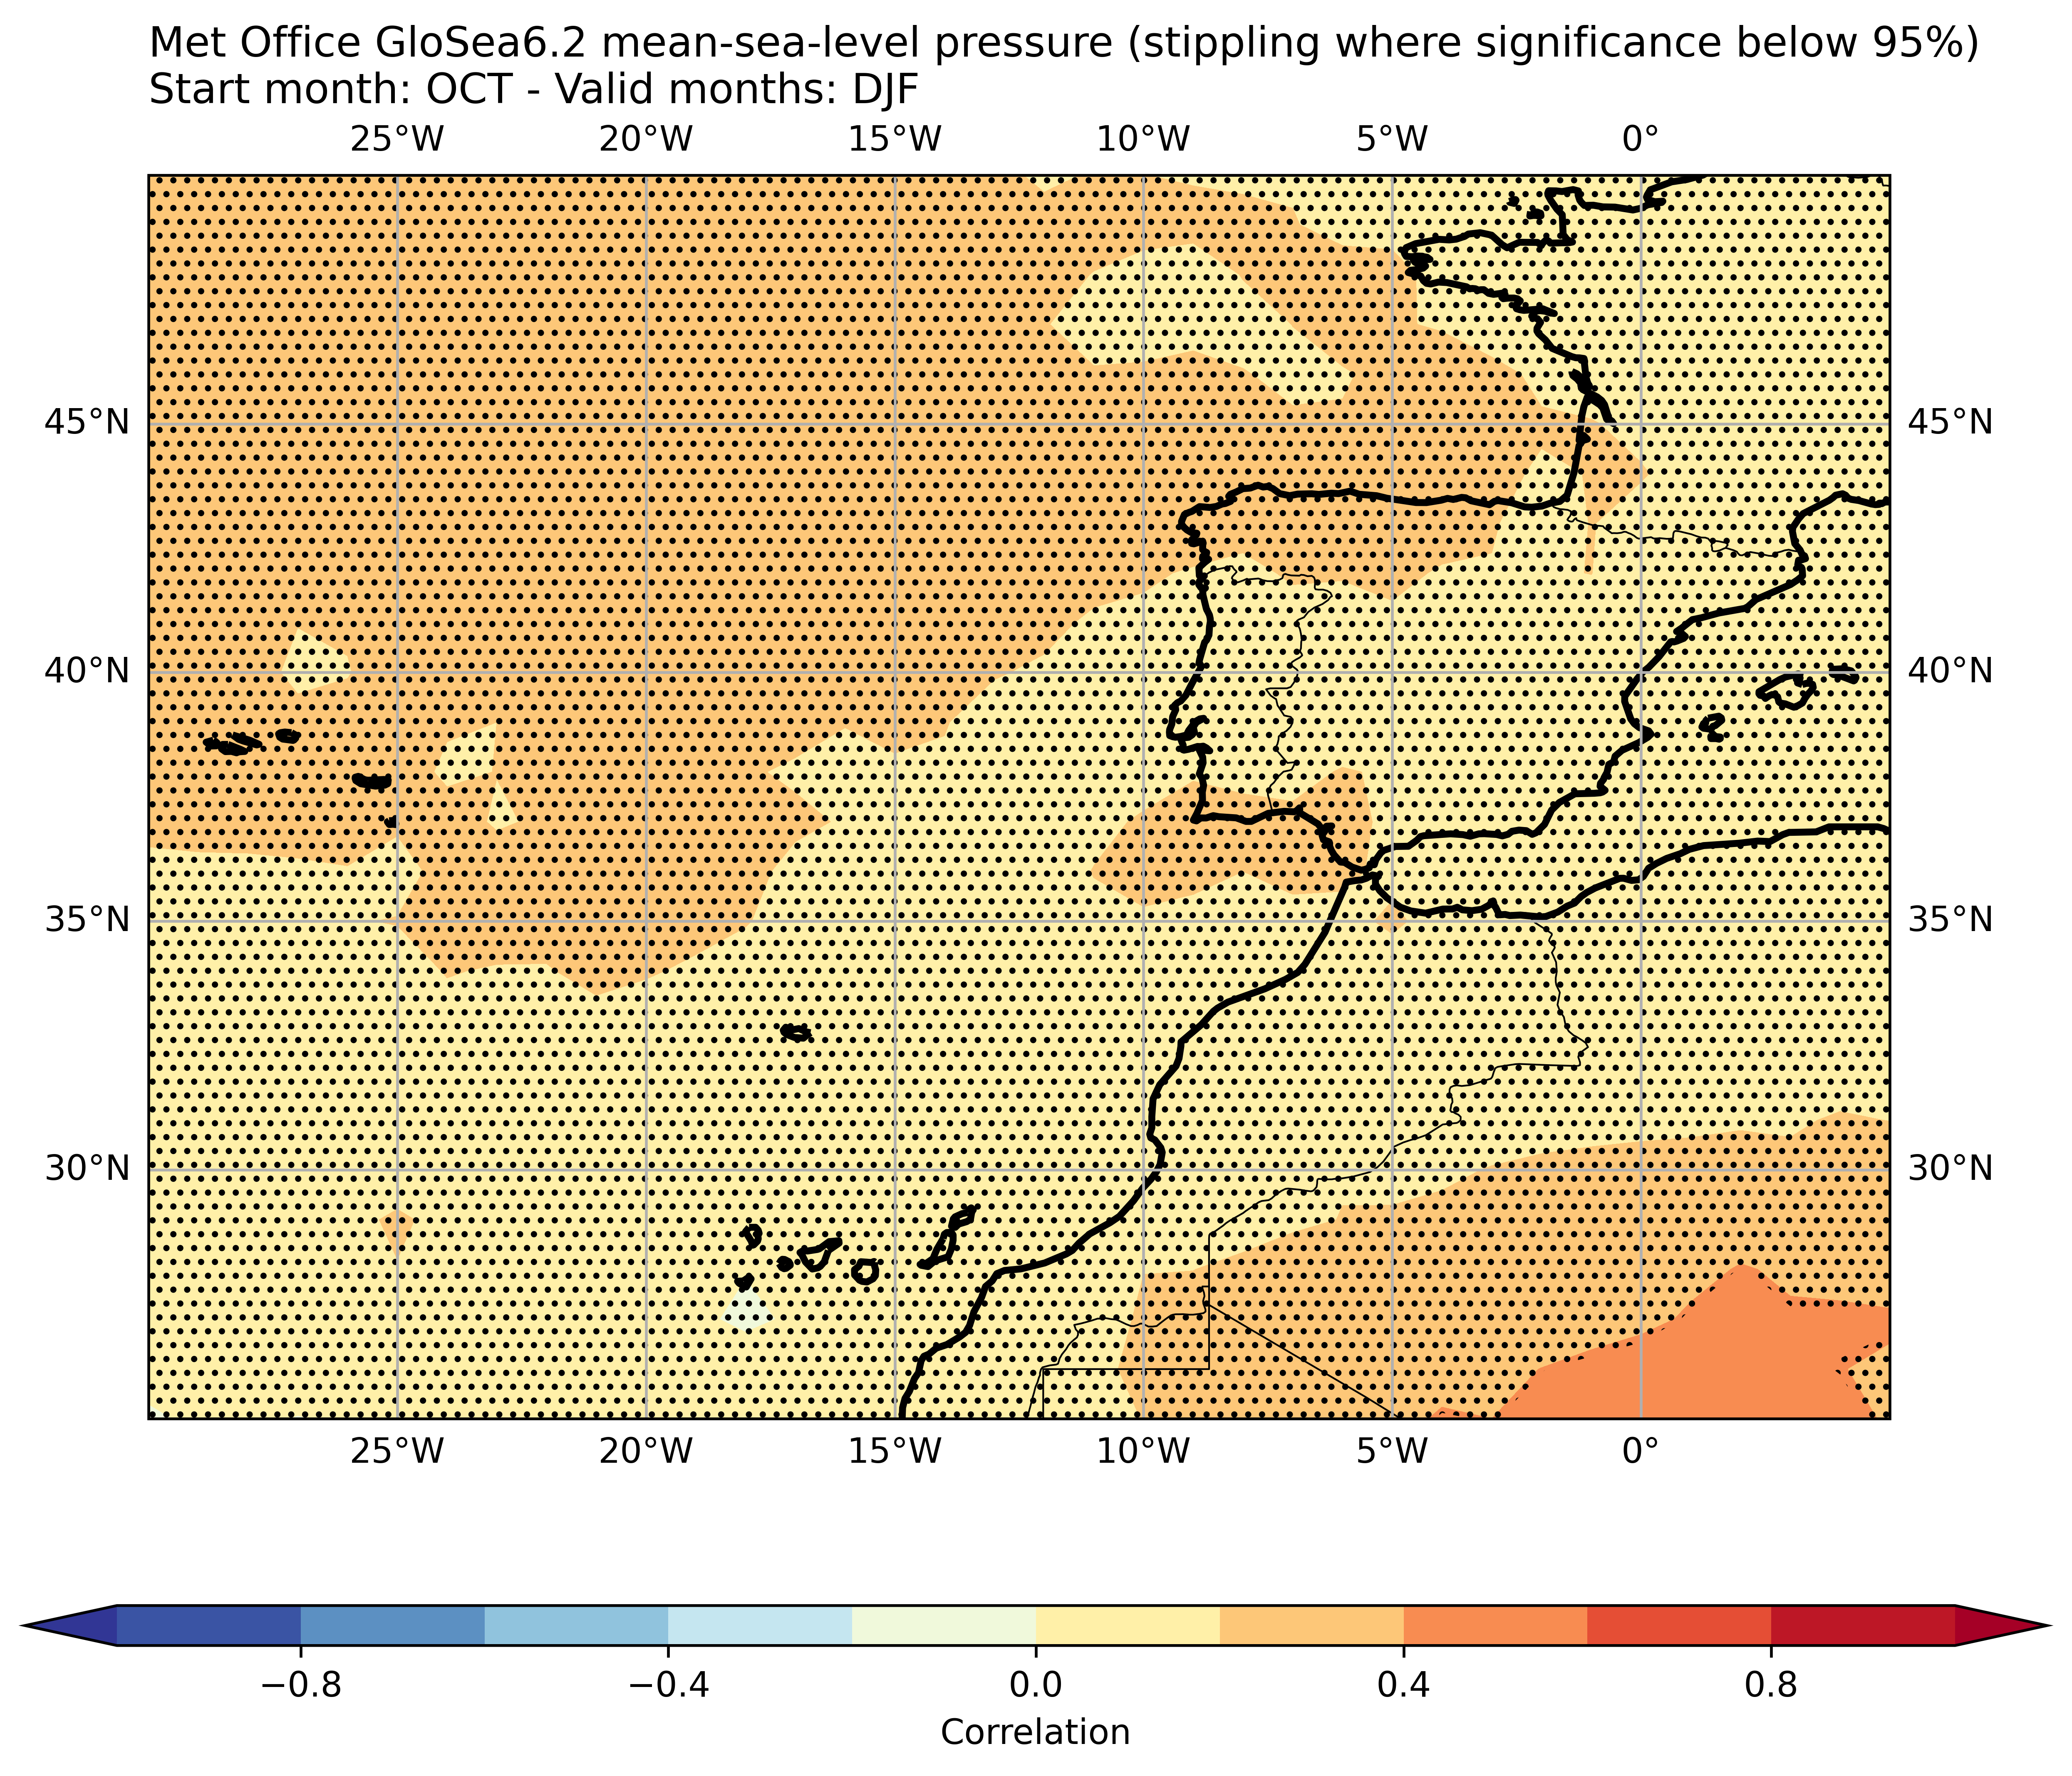 Met Office GloSea6.2 mean-sea-level pressure (stippling where significance below 95%)
Start month: OCT - Valid months: DJF
25°W 20°W 15°W 10°W 5°W 0°
45°N 45°N
40°N 40°N
35°N 35°N
30°N 30°N
25°W 20°W 15°W 10°W 5°W 0°
−0.8 −0.4 0.0 0.4 0.8
Correlation